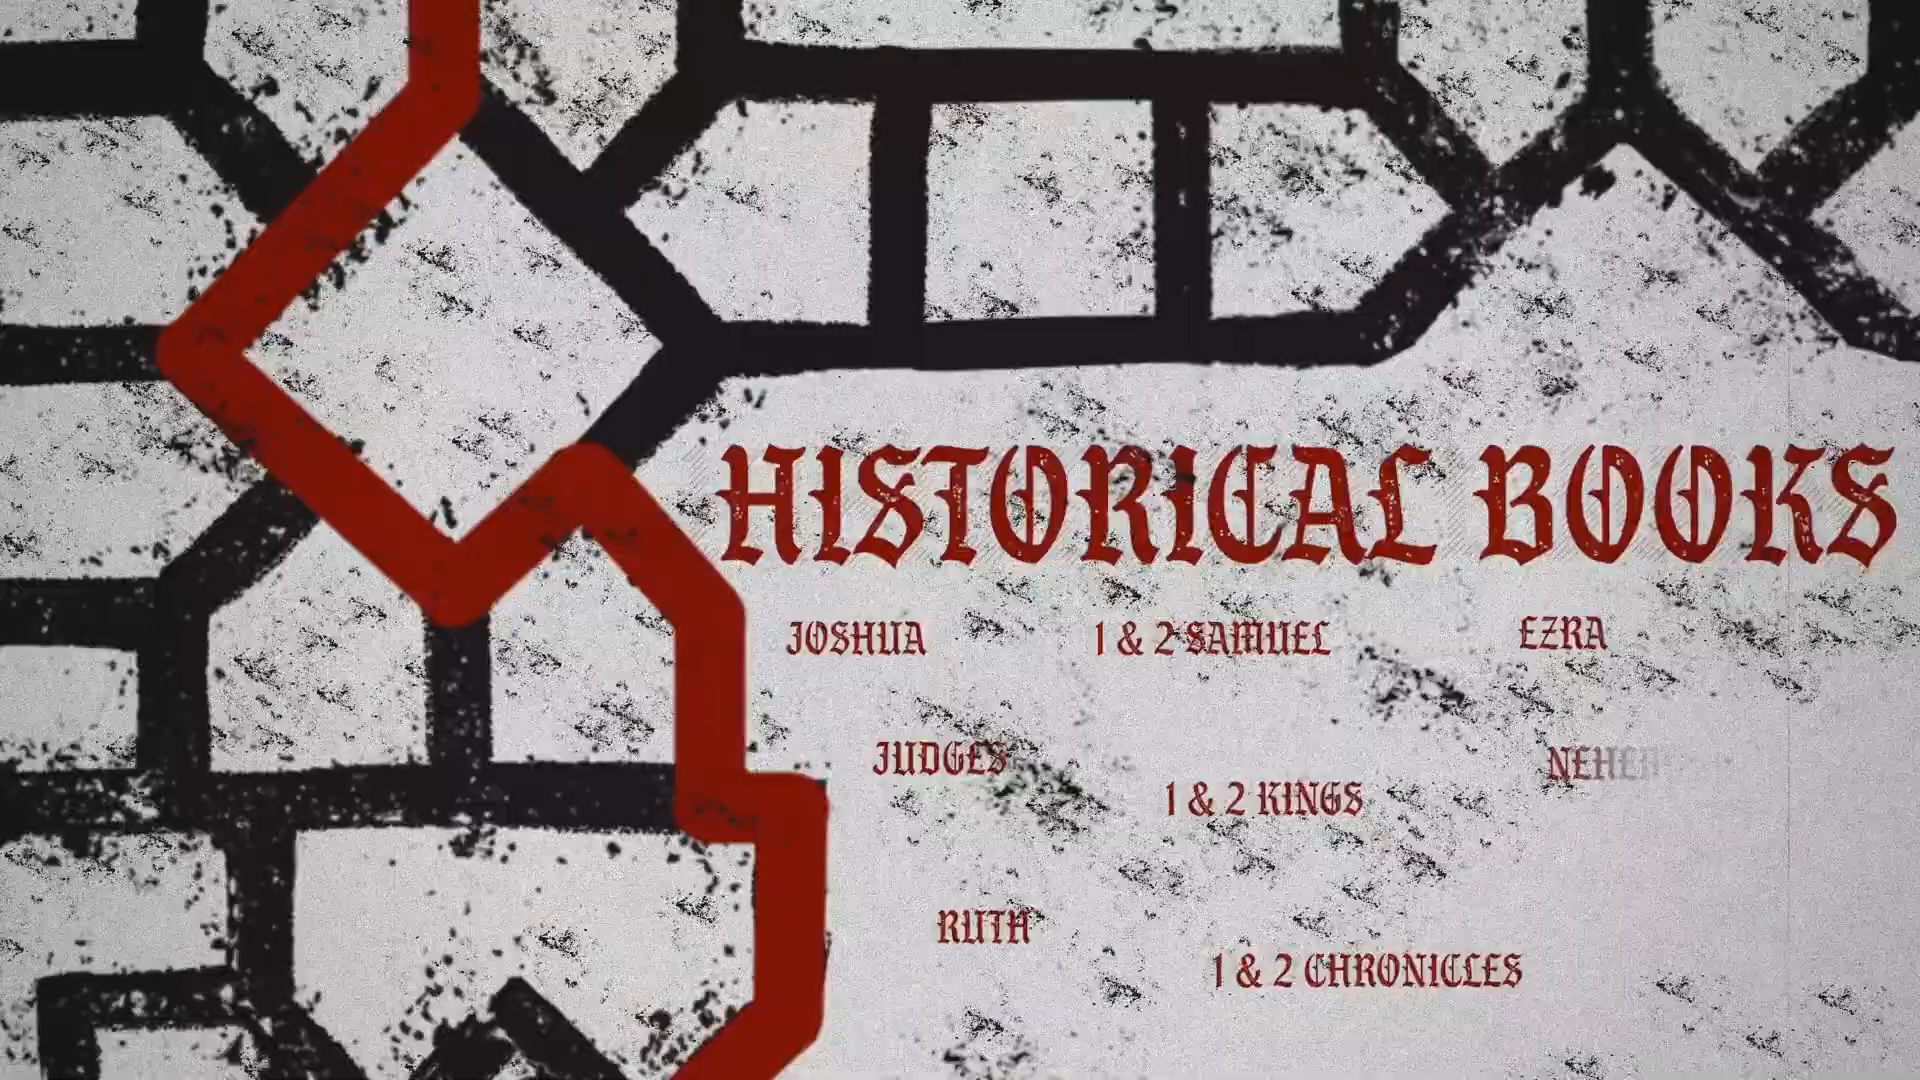 HISTORICAL BOOKS
JOSHUA
JUDGES
RUTH
1 & 2 SAMUEL
1 & 2 KINGS
1 & 2 CHRONICLES
EZRA